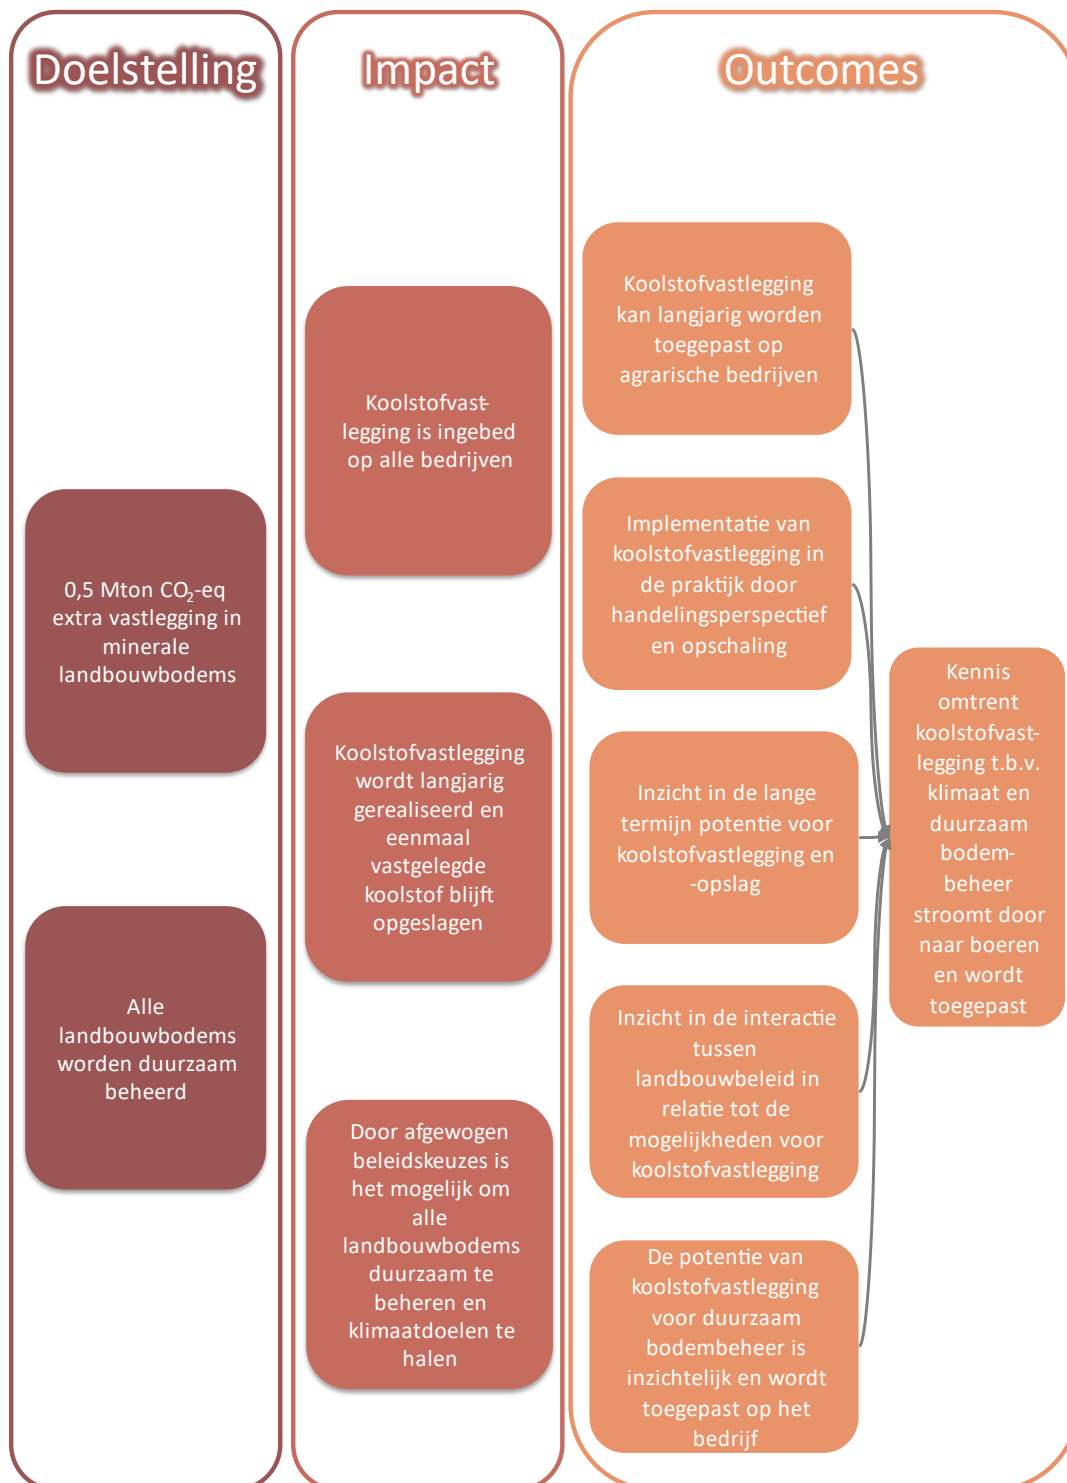 Doelstelling
0,5 Mton CO₂-eq
extra vastlegging in
minerale
landbouwbodems
Alle
landbouwbodems
worden duurzaam
beheerd
Impact
Koolstofvast-
legging is ingebed
op alle bedrijven
Koolstofvastlegging
wordt langjarig
gerealiseerd en
eenmaal
vastgelegde
koolstof blijft
opgeslagen
Door afgewogen
beleidskeuzes is
het mogelijk om
alle
landbouwbodems
duurzaam te
beheren en
klimaatdoelen te
halen
Outcomes
Koolstofvastlegging
kan langjarig worden
toegepast op
agrarische bedrijven
Implementatie van
koolstofvastlegging in
de praktijk door
handelingsperspectief
en opschaling
Inzicht in de lange
termijn potentie voor
koolstofvastlegging en
-opslag
Inzicht in de interactie
tussen
landbouwbeleid in
relatie tot de
mogelijkheden voor
koolstofvastlegging
De potentie van
koolstofvastlegging
voor duurzaam
bodembeheer is
inzichtelijk en wordt
toegepast op het
bedrijf
Kennis
omtrent
koolstofvast-
legging t.b.v.
klimaat en
duurzaam
bodem-
beheer
stroomt door
naar boeren
en wordt
toegepast